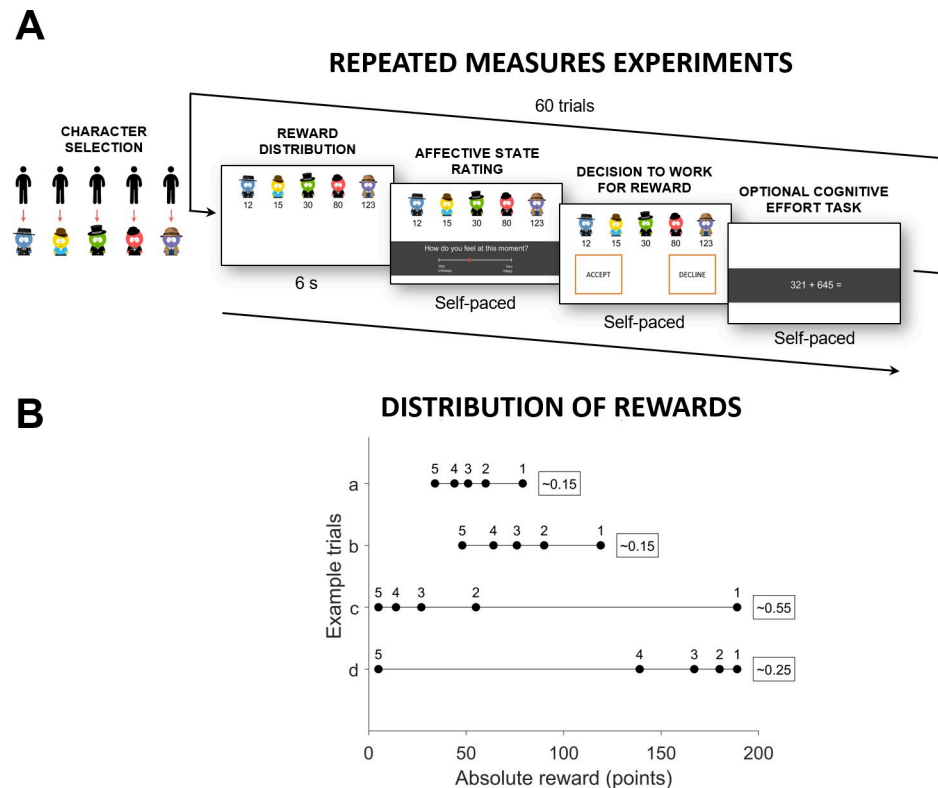 A
REPEATED MEASURES EXPERIMENTS
60 trials
CHARACTER
SELECTION
REWARD
DISTRIBUTION
12 15 30 80 123
6 s
AFFECTIVE STATE
RATING
12 15 30 80 123
How do you feel at this moment?
Very
Unhappy
Very
Happy
Self-paced
DECISION TO WORK
FOR REWARD
12 15 30 80 123
ACCEPT
DECLINE
Self-paced
OPTIONAL COGNITIVE
EFFORT TASK
321 + 645 =
Self-paced
B
DISTRIBUTION OF REWARDS
Example trials
a
5 4 3 2 1
~0.15
b
5 4 3 2 1
~0.15
c
5 4 3 2 1
~0.55
d
5 4 3 2 1
~0.25
0 50 100 150 200
Absolute reward (points)